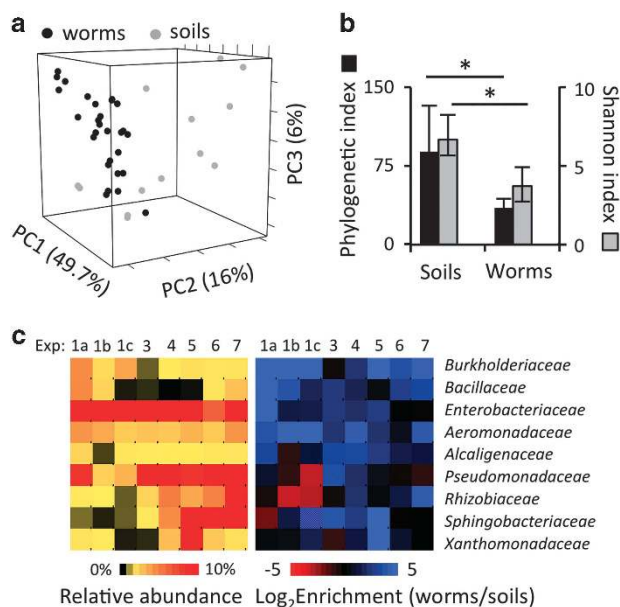 a
worms soils
PC1 (49.7%)
PC2 (16%)
PC3 (6%)
b
Phylogenetic index
150
75
0
* 
*
10
5
0
Shannon index
Soils Worms
c
Exp: 1a 1b 1c 3 4 5 6 7 1a 1b 1c 3 4 5 6 7
Burkholderiaceae
Bacillaceae
Enterobacteriaceae
Aeromonadaceae
Alcaligenaceae
Pseudomonadaceae
Rhizobiaceae
Sphingobacteriaceae
Xanthomonadaceae
0% 10%
Relative abundance
-5 5
Log₂Enrichment (worms/soils)